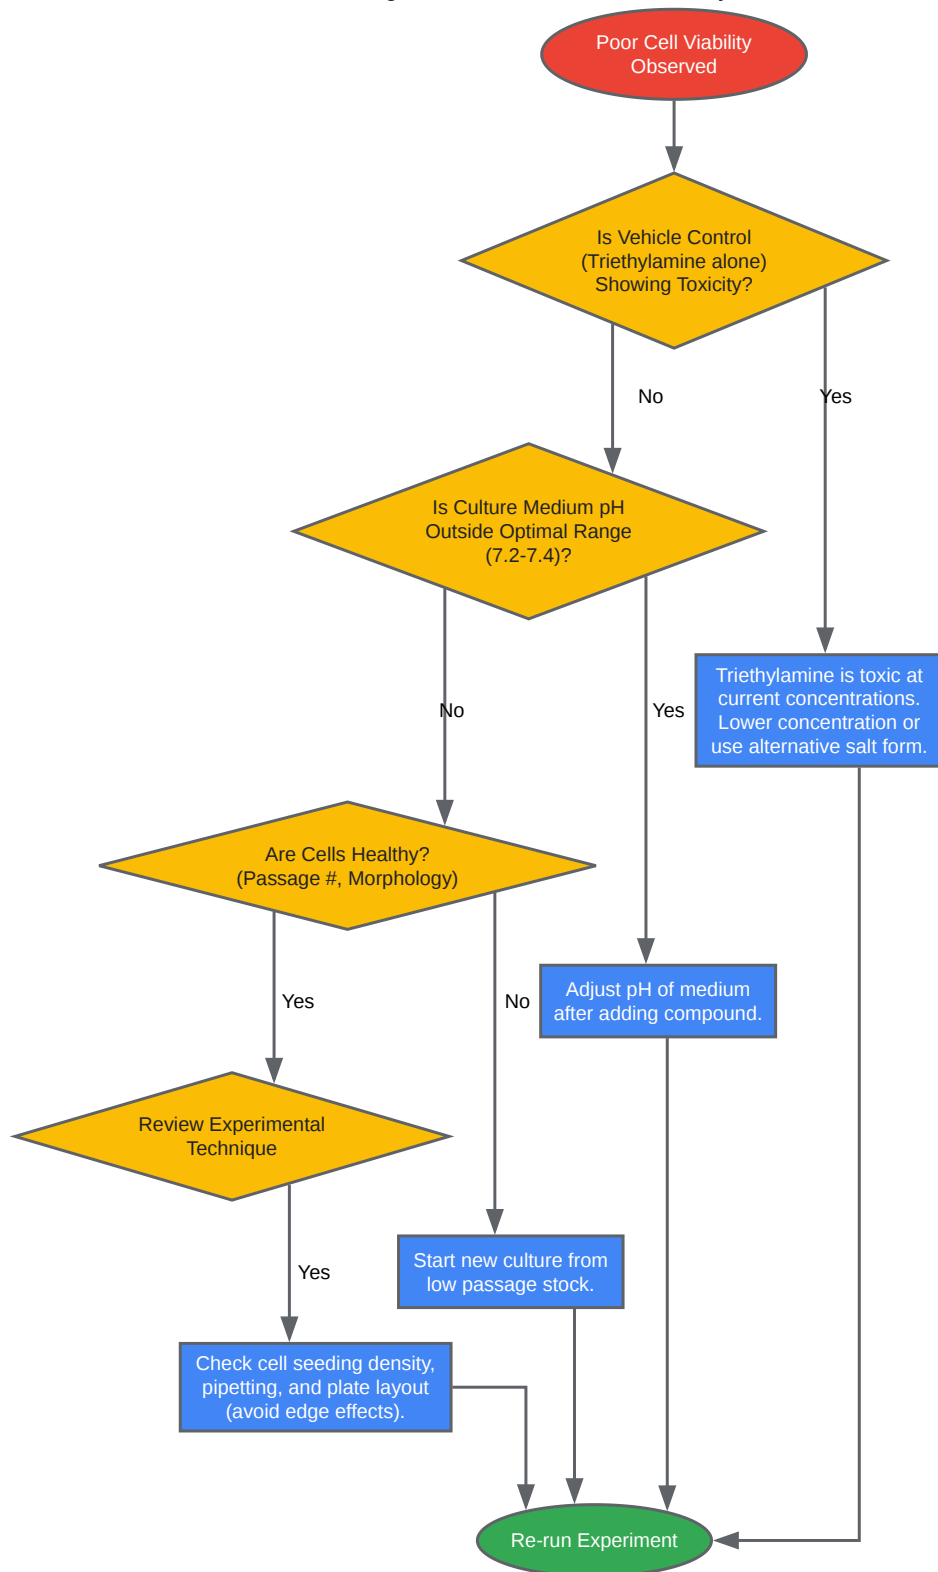 Poor Cell Viability
Observed
Is Vehicle Control
(Triethylamine alone)
Showing Toxicity?
No
Yes
Is Culture Medium pH
Outside Optimal Range
(7.2-7.4)?
No
Yes
Triethylamine is toxic at
current concentrations.
Lower concentration or
use alternative salt form.
Are Cells Healthy?
(Passage #, Morphology)
Yes
No
Adjust pH of medium
after adding compound.
Review Experimental
Technique
Yes
Start new culture from
low passage stock.
Check cell seeding density,
pipetting, and plate layout
(avoid edge effects).
Re-run Experiment